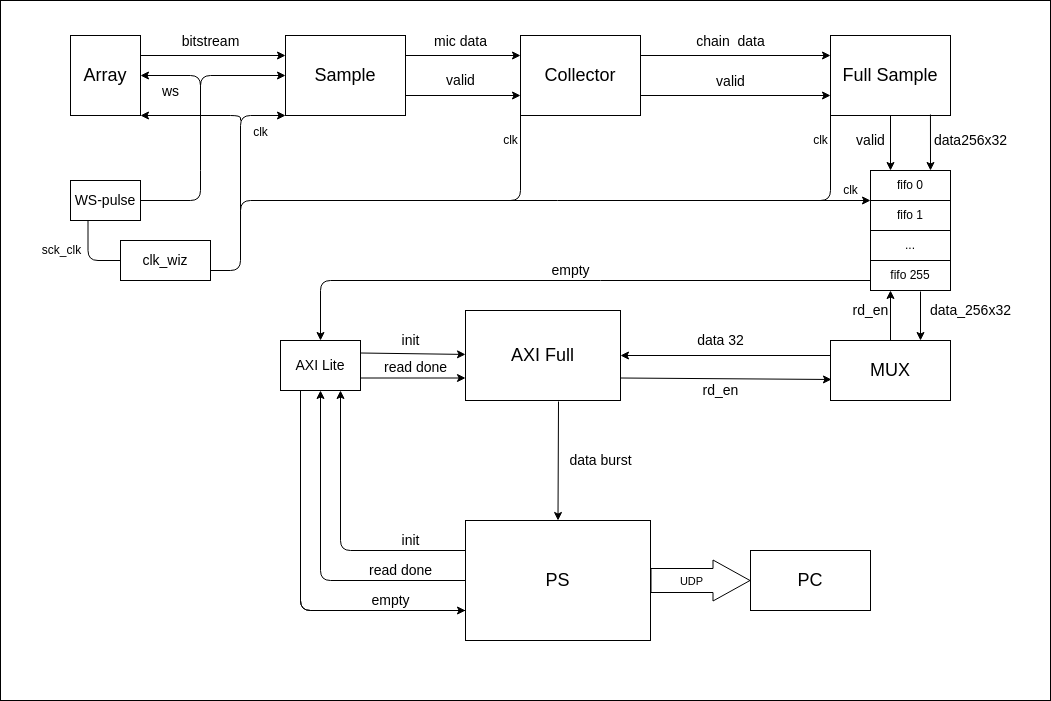 bitstream
mic data
chain  data
Array
Sample
Collector
Full Sample
ws
valid
valid
clk
clk
clk
valid
data256x32
WS-pulse
clk
fifo 0
fifo 1
...
fifo 255
sck_clk
clk_wiz
empty
rd_en
data_256x32
init
AXI Full
data 32
AXI Lite
read done
MUX
rd_en
data burst
init
read done
empty
PS
UDP
PC